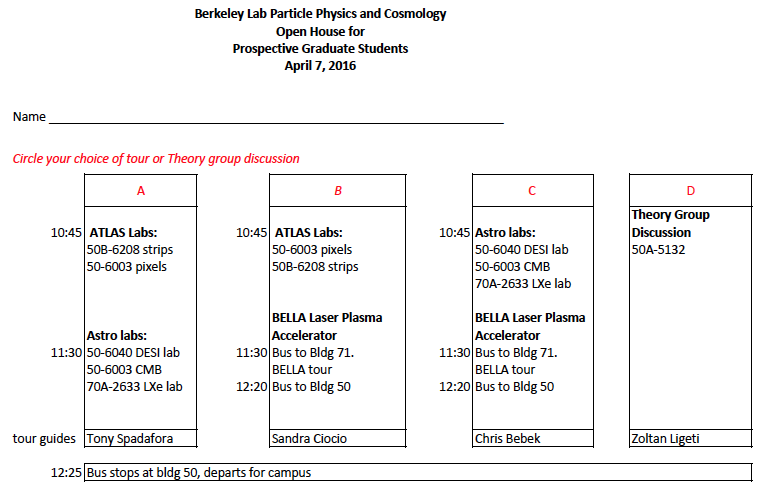 Berkeley Lab Particle Physics and Cosmology
Open House for
Prospective Graduate Students
April 7, 2016
Name
Circle your choice of tour or Theory group discussion
A
10:45 ATLAS Labs:
50B-6208 strips
50-6003 pixels
Astro labs:
11:30 50-6040 DESI lab
50-6003 CMB
70A-2633 LXe lab
B
10:45 ATLAS Labs:
50-6003 pixels
50B-6208 strips
BELLA Laser Plasma
Accelerator
11:30 Bus to Bldg 71.
BELLA tour
12:20 Bus to Bldg 50
C
10:45 Astro labs:
50-6040 DESI lab
50-6003 CMB
70A-2633 LXe lab
BELLA Laser Plasma
Accelerator
11:30 Bus to Bldg 71.
BELLA tour
12:20 Bus to Bldg 50
D
Theory Group
Discussion
50A-5132
tour guides Tony Spadafora Sandra Ciocio Chris Bebek Zoltan Ligeti
12:25 Bus stops at bldg 50, departs for campus